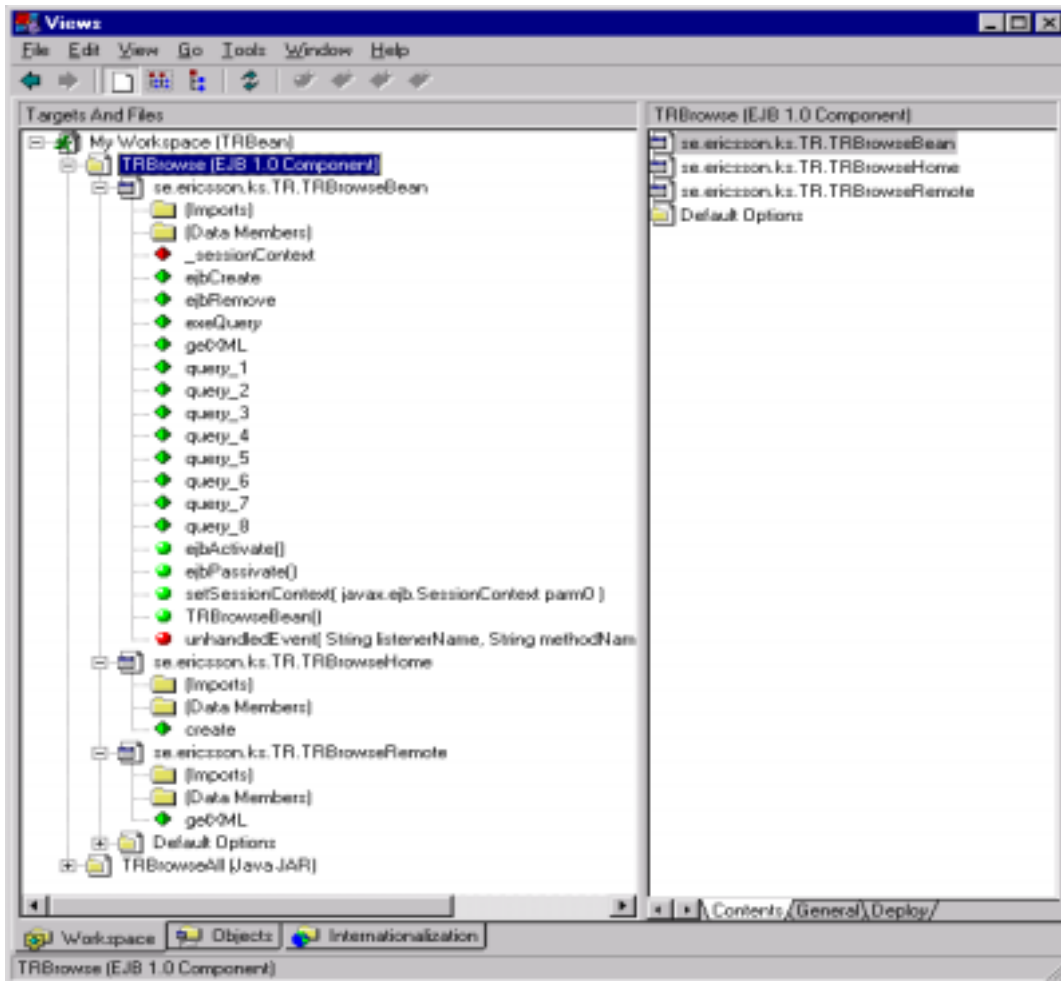 Views
File Edit View Go Tools Window Help
Targets And Files
My Workspace (TRBean)
TRBrowse (EJB 1.0 Component)
se.ericsson.ks.TR.TRBrowseBean
(Imports)
(Data Members)
_sessionContext
ejbCreate
ejbRemove
exeQuery
getXML
query_1
query_2
query_3
query_4
query_5
query_6
query_7
query_8
ejbActivate()
ejbPassivate()
setSessionContext( javax.ejb.SessionContext parm0 )
TRBrowseBean()
unhandledEvent( String listenerName, String methodNam
se.ericsson.ks.TR.TRBrowseHome
(Imports)
(Data Members)
create
se.ericsson.ks.TR.TRBrowseRemote
(Imports)
(Data Members)
getXML
Default Options
TRBrowseAll (Java JAR)
TRBrowse (EJB 1.0 Component)
se.ericsson.ks.TR.TRBrowseBean
se.ericsson.ks.TR.TRBrowseHome
se.ericsson.ks.TR.TRBrowseRemote
Default Options
Contents General Deploy
Workspace Objects Internationalization
TRBrowse (EJB 1.0 Component)